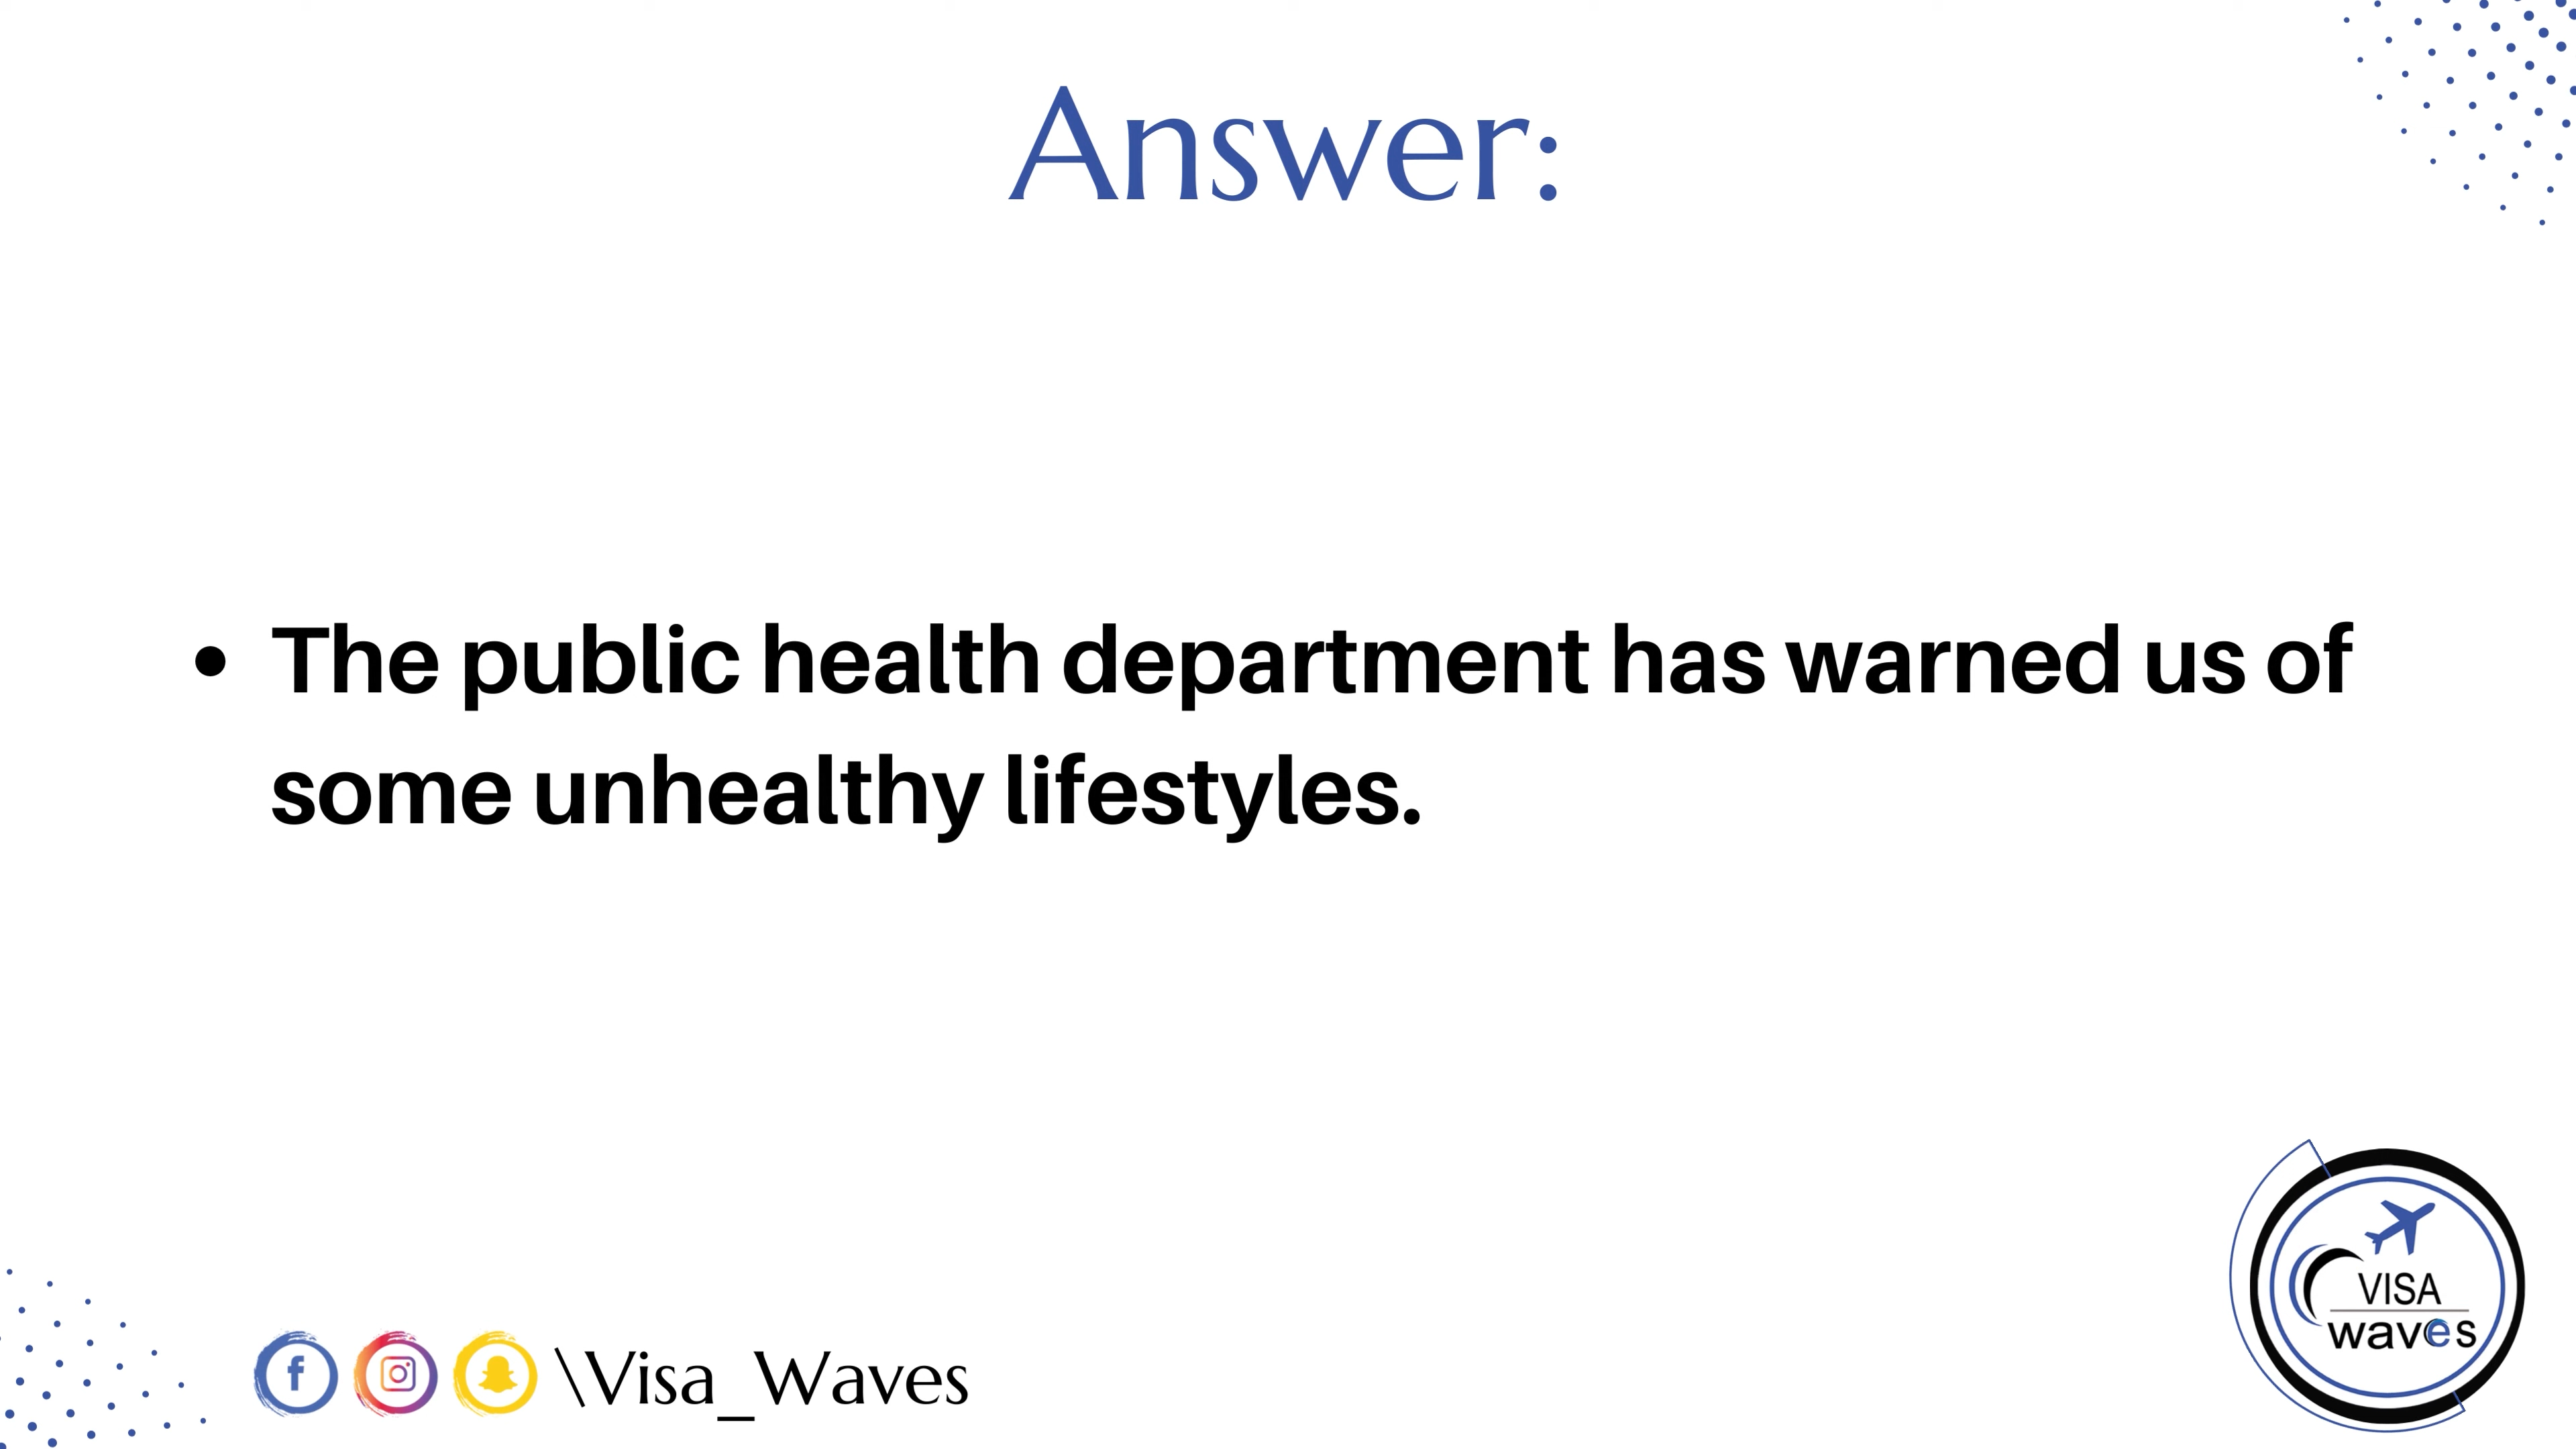 Answer:
• The public health department has warned us of
some unhealthy lifestyles.
\Visa_Waves
VISA
waves